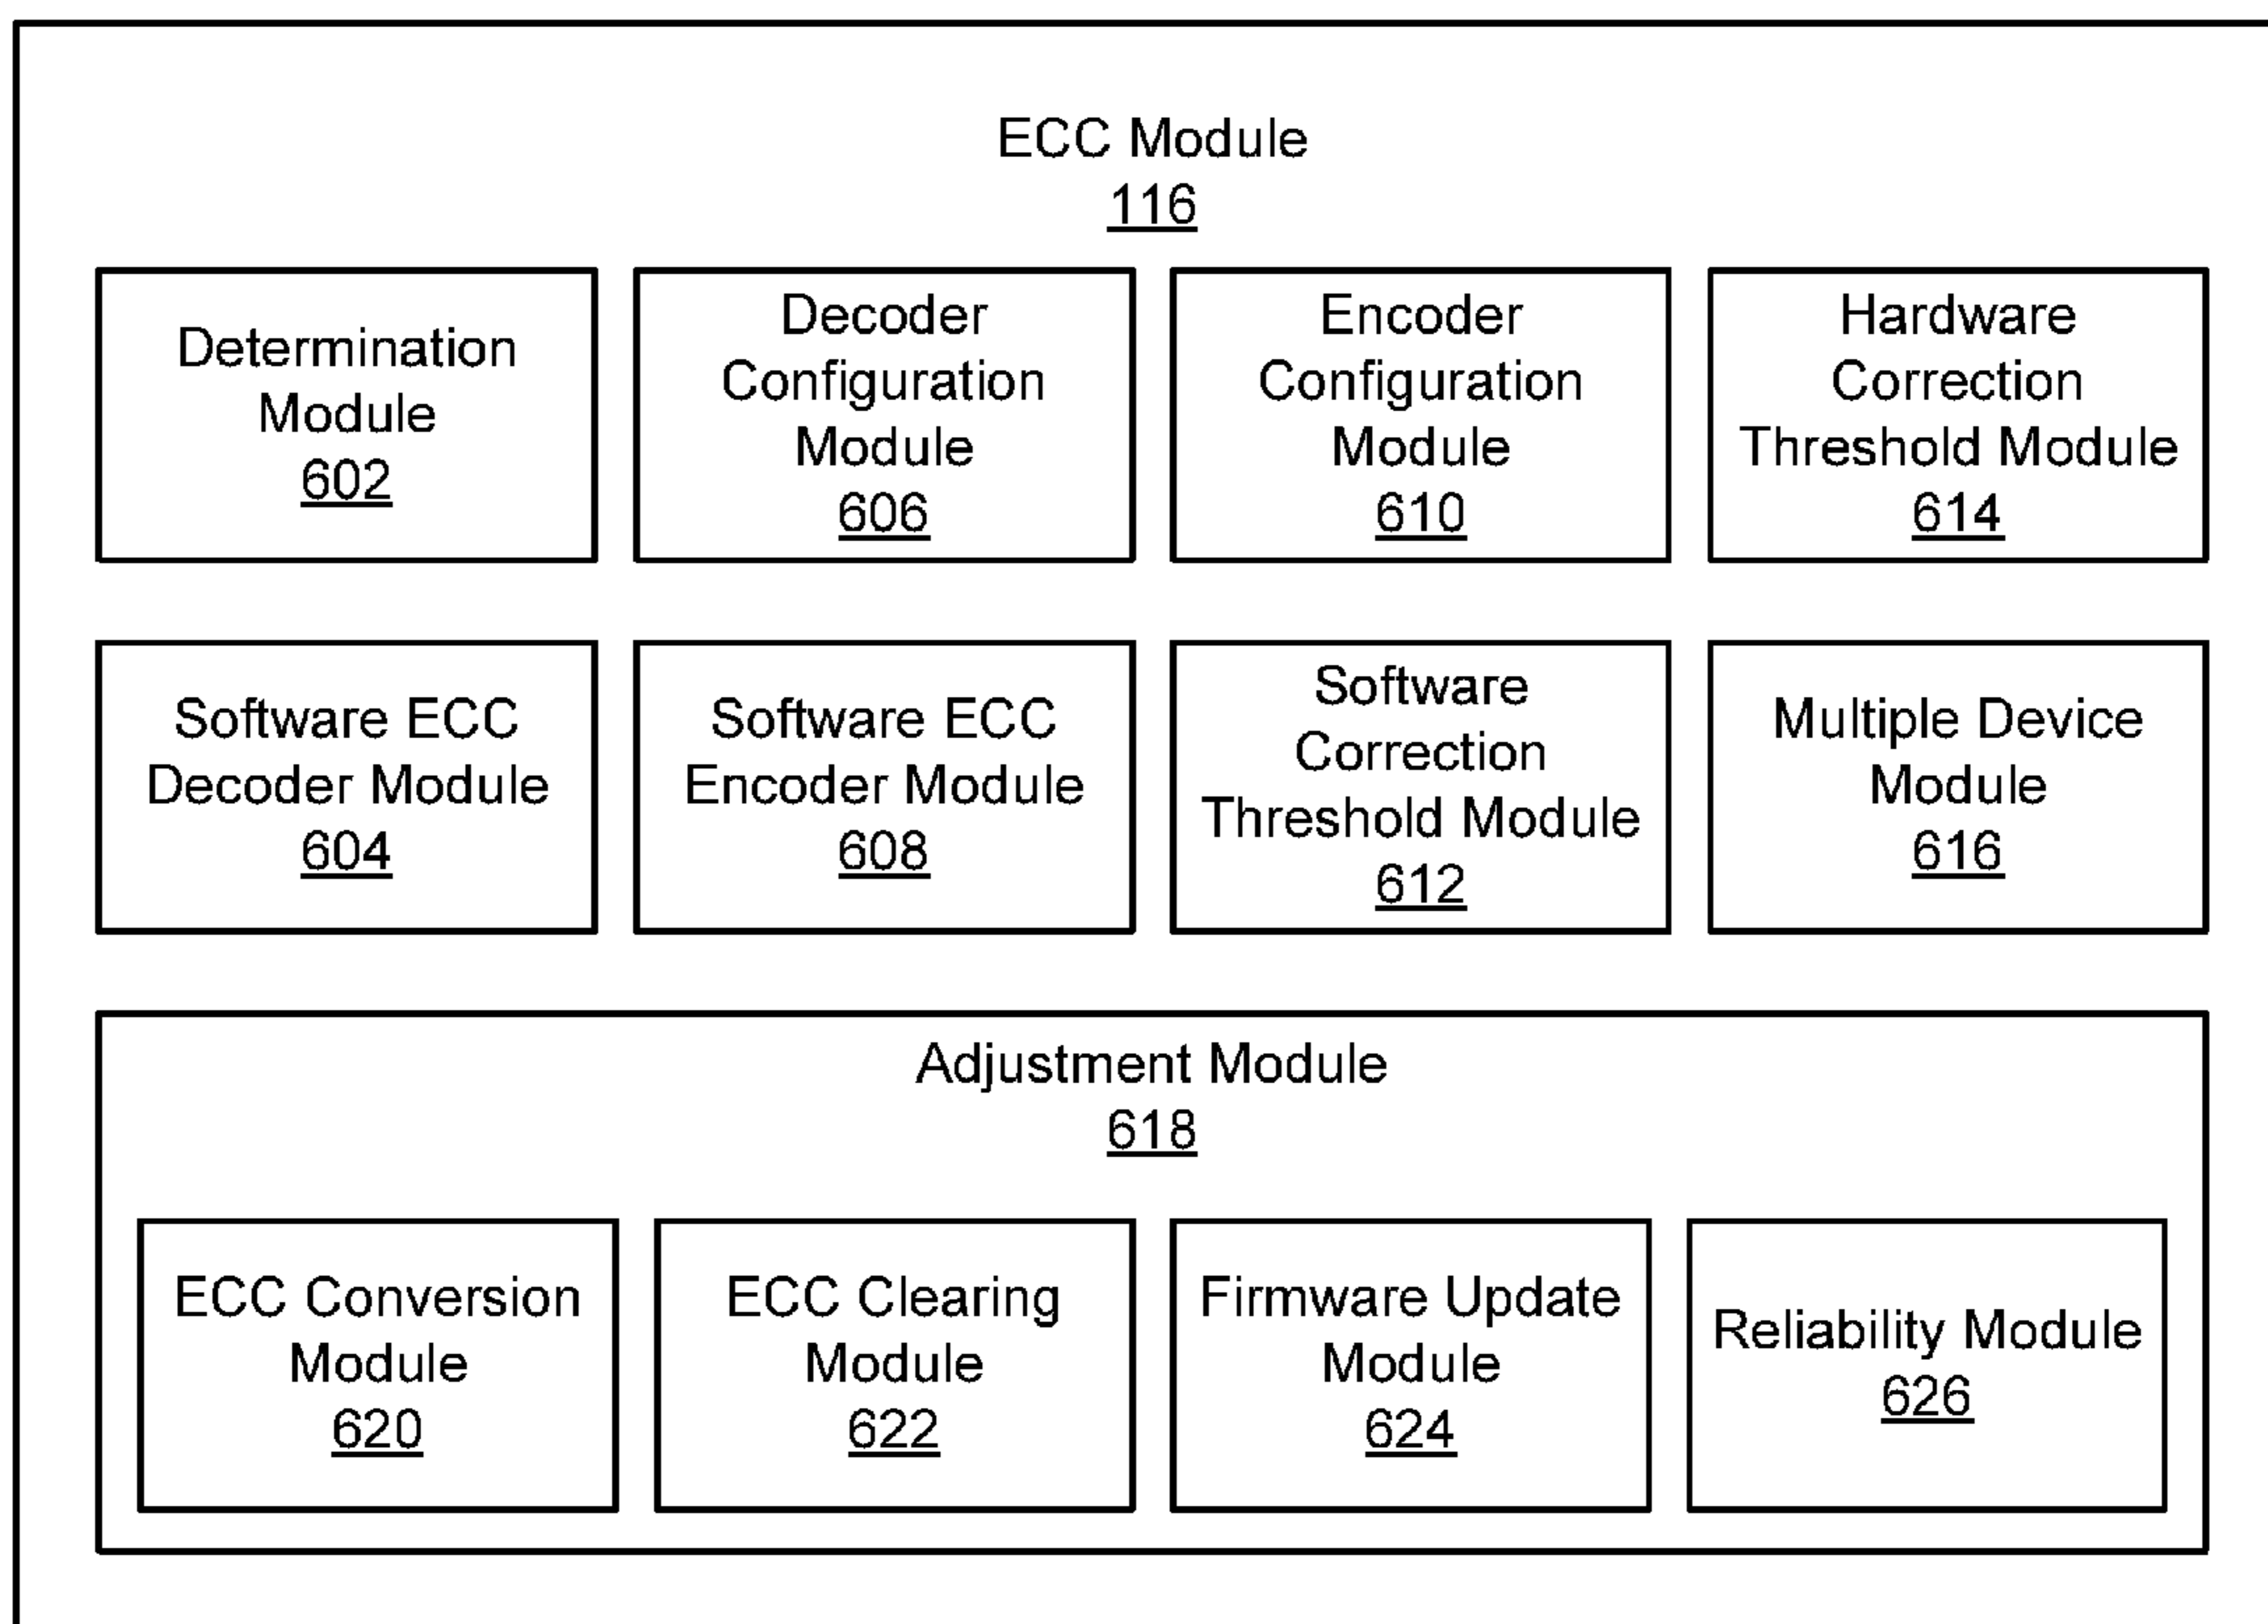 ECC Module
116
Determination
Module
602
Decoder
Configuration
Module
606
Encoder
Configuration
Module
610
Hardware
Correction
Threshold Module
614
Software ECC
Decoder Module
604
Software ECC
Encoder Module
608
Software
Correction
Threshold Module
612
Multiple Device
Module
616
Adjustment Module
618
ECC Conversion
Module
620
ECC Clearing
Module
622
Firmware Update
Module
624
Reliability Module
626